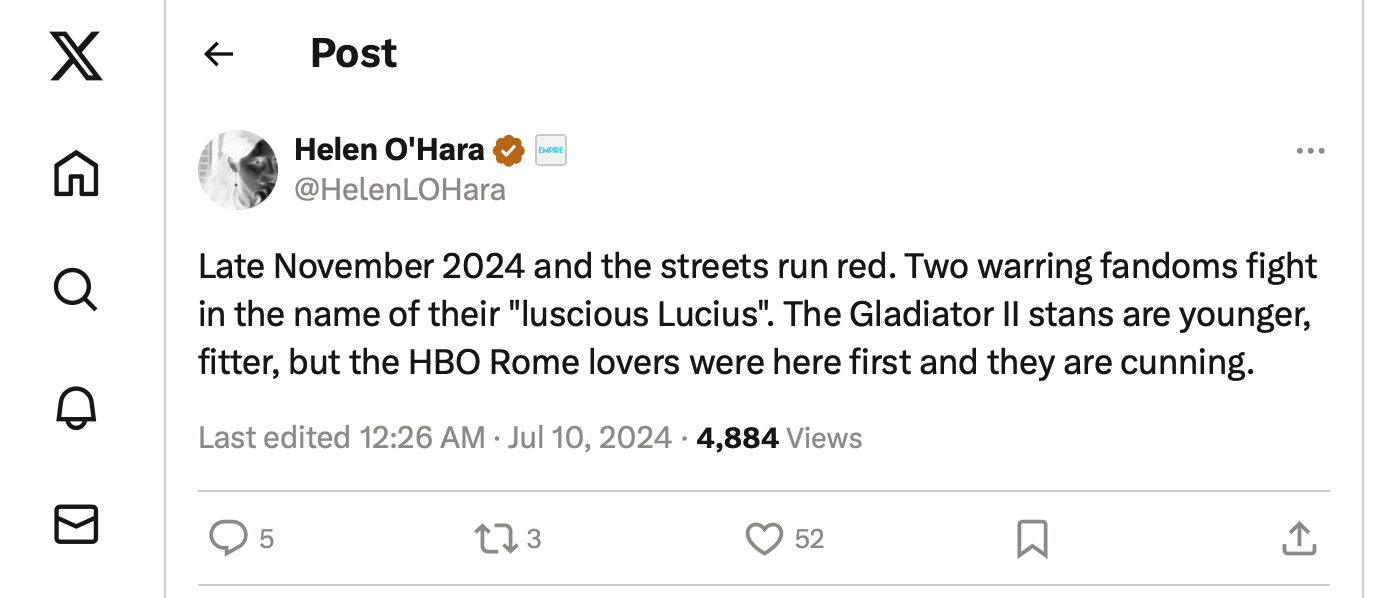 Post
Helen O'Hara EMPIRE
@HelenLOHara
Late November 2024 and the streets run red. Two warring fandoms fight
in the name of their "luscious Lucius". The Gladiator II stans are younger,
fitter, but the HBO Rome lovers were here first and they are cunning.
Last edited 12:26 AM · Jul 10, 2024 · 4,884 Views
5 3 52